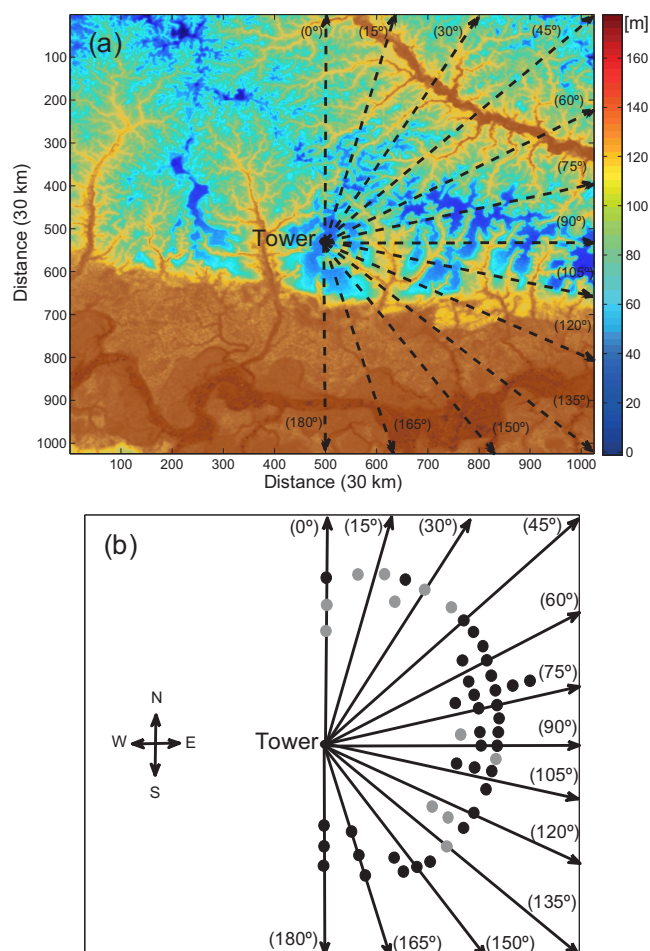 (a)
[m]
(0º) (15º) (30º) (45º)
(60º)
(75º)
(90º)
(105º)
(120º)
(135º)
(150º)
(165º)
(180º)
Tower
100
200
300
400
500
600
700
800
900
1000
Distance (30 km)
100 200 300 400 500 600 700 800 900 1000
Distance (30 km)
160
140
120
100
80
60
40
20
0
(b)
(0º) (15º) (30º) (45º)
(60º)
(75º)
(90º)
(105º)
(120º)
(135º)
(150º)
(165º)
(180º)
N
W E
S
Tower